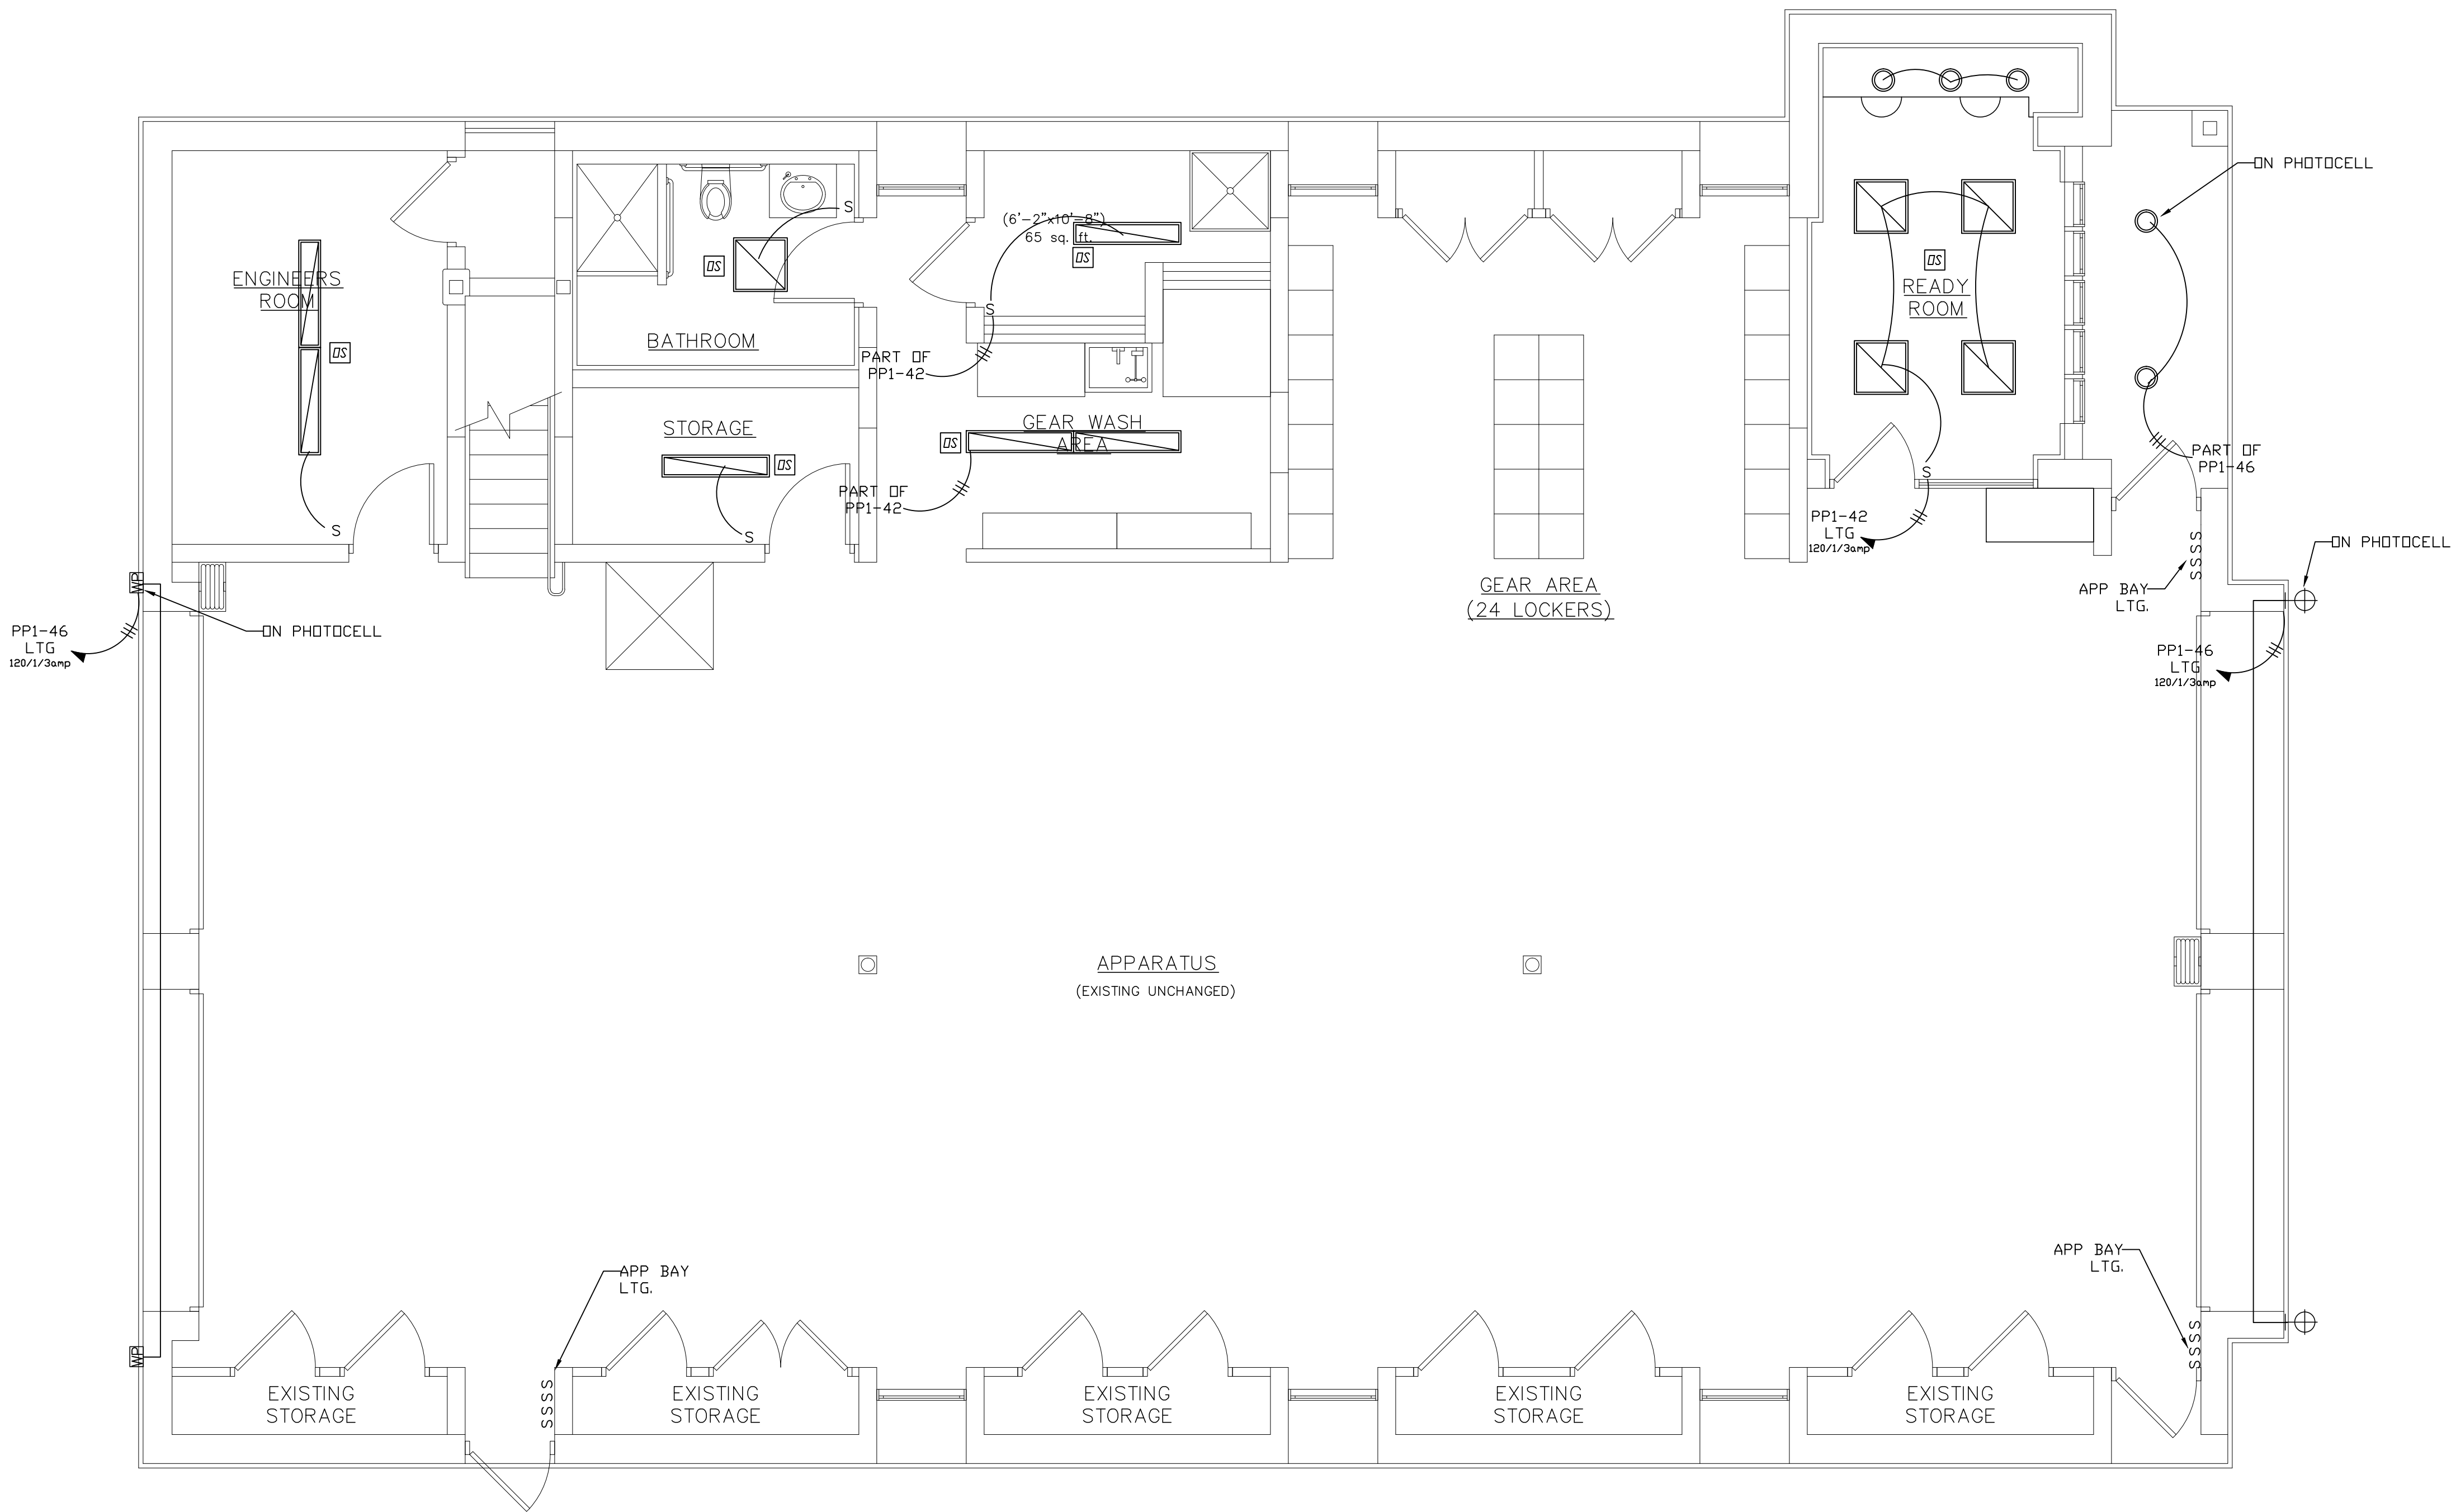 ON PHOTOCELL
S
(6'-2"x10'-8")
65 sq. ft.
OS
OS
OS
ENGINEERS
ROOM
READY
ROOM
S
BATHROOM
OS
PART OF
PP1-42
GEAR WASH
AREA
STORAGE
OS
OS
PART OF
PP1-46
S
PART OF
PP1-42
PP1-42
LTG
120/1/3amp
S
S
SSSS
ON PHOTOCELL
WP
GEAR AREA
(24 LOCKERS)
APP BAY
LTG.
PP1-46
LTG
120/1/3amp
ON PHOTOCELL
PP1-46
LTG
120/1/3amp
APPARATUS
(EXISTING UNCHANGED)
APP BAY
LTG.
APP BAY
LTG.
WP
SSSS
SSSS
EXISTING
STORAGE
EXISTING
STORAGE
EXISTING
STORAGE
EXISTING
STORAGE
EXISTING
STORAGE